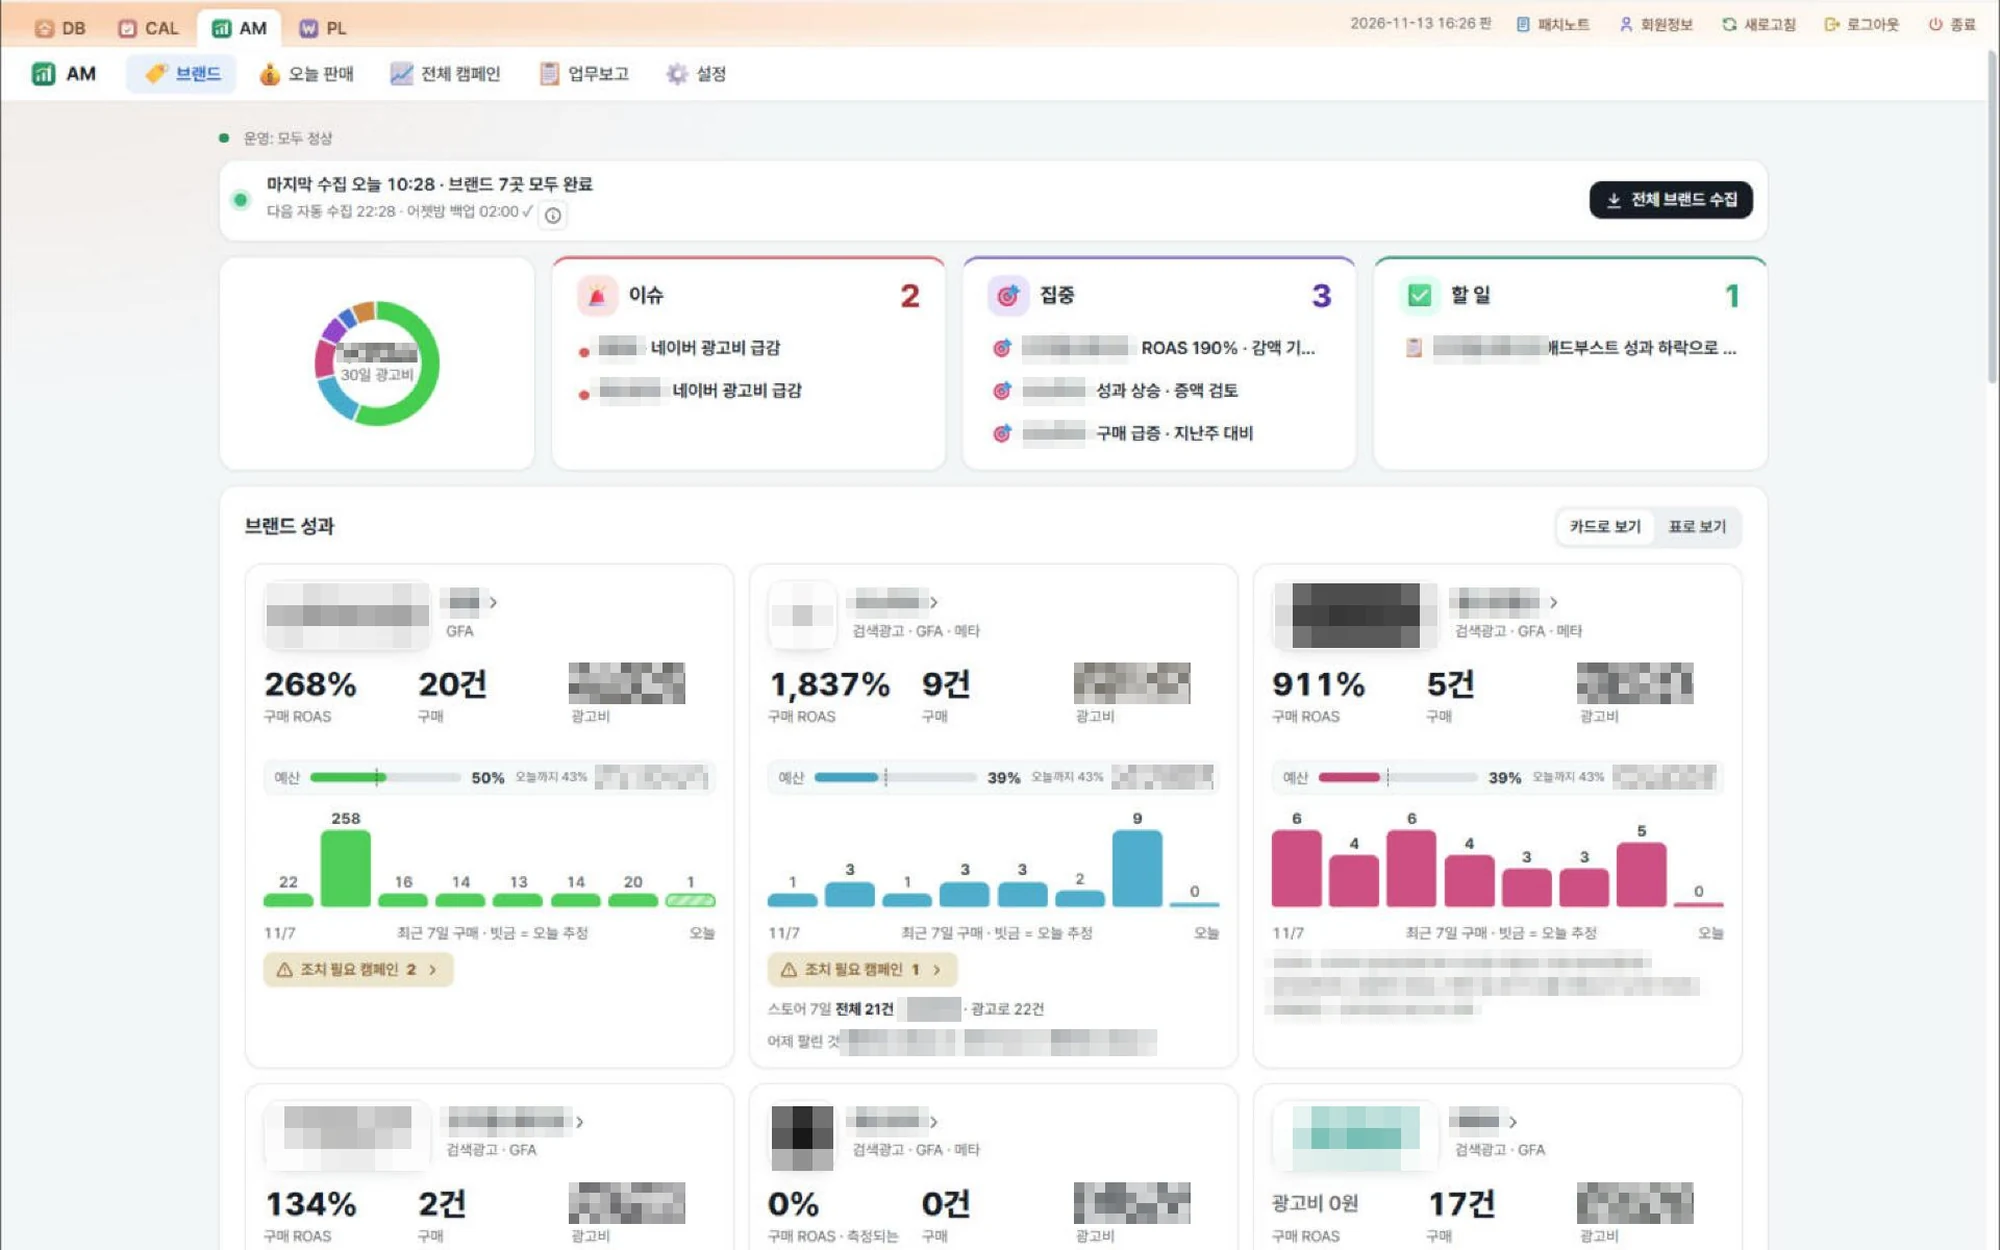 DB CAL AM PL 2026-11-13 16:26 판 패치노트 회원정보 새로고침 로그아웃 종료
AM 브랜드 오늘 판매 전체 캠페인 업무보고 설정
운영: 모두 정상
마지막 수집 오늘 10:28 · 브랜드 7곳 모두 완료
다음 자동 수집 22:28 · 어젯밤 백업 02:00 ✓
전체 브랜드 수집
30일 광고비
이슈 2
네이버 광고비 급감
네이버 광고비 급감
집중 3
ROAS 190% · 감액 기...
성과 상승 · 증액 검토
구매 급증 · 지난주 대비
할 일 1
애드부스트 성과 하락으로 ...
브랜드 성과
카드로 보기 표로 보기
GFA
268% 20건
구매 ROAS 구매 광고비
예산 50% 오늘까지 43%
22 258 16 14 13 14 20 1
11/7 최근 7일 구매 · 빗금 = 오늘 추정 오늘
조치 필요 캠페인 2
검색광고 · GFA · 메타
1,837% 9건
구매 ROAS 구매 광고비
예산 39% 오늘까지 43%
1 3 1 3 3 2 9 0
11/7 최근 7일 구매 · 빗금 = 오늘 추정 오늘
조치 필요 캠페인 1
스토어 7일 전체 21건 · 광고로 22건
어제 팔린 것
검색광고 · GFA · 메타
911% 5건
구매 ROAS 구매 광고비
예산 39% 오늘까지 43%
6 4 6 4 3 3 5 0
11/7 최근 7일 구매 · 빗금 = 오늘 추정 오늘
검색광고 · GFA
134% 2건
구매 ROAS 구매 광고비
검색광고 · GFA · 메타
0% 0건
구매 ROAS · 측정되는 구매 광고비
검색광고 · GFA
광고비 0원 17건
구매 ROAS 구매 광고비